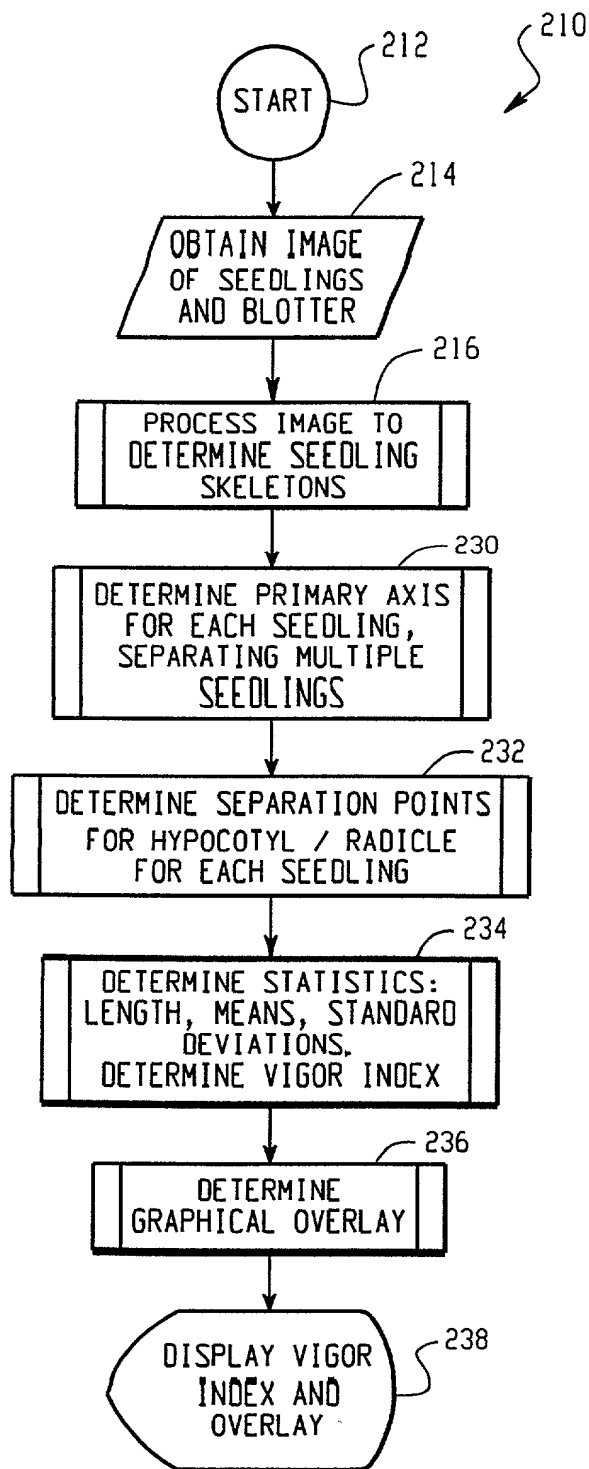 210
212
START
214
OBTAIN IMAGE
OF SEEDLINGS
AND BLOTTER
216
PROCESS IMAGE TO
DETERMINE SEEDLING
SKELETONS
230
DETERMINE PRIMARY AXIS
FOR EACH SEEDLING,
SEPARATING MULTIPLE
SEEDLINGS
232
DETERMINE SEPARATION POINTS
FOR HYPOCOTYL / RADICLE
FOR EACH SEEDLING
234
DETERMINE STATISTICS:
LENGTH, MEANS, STANDARD
DEVIATIONS.
DETERMINE VIGOR INDEX
236
DETERMINE
GRAPHICAL OVERLAY
238
DISPLAY VIGOR
INDEX AND
OVERLAY